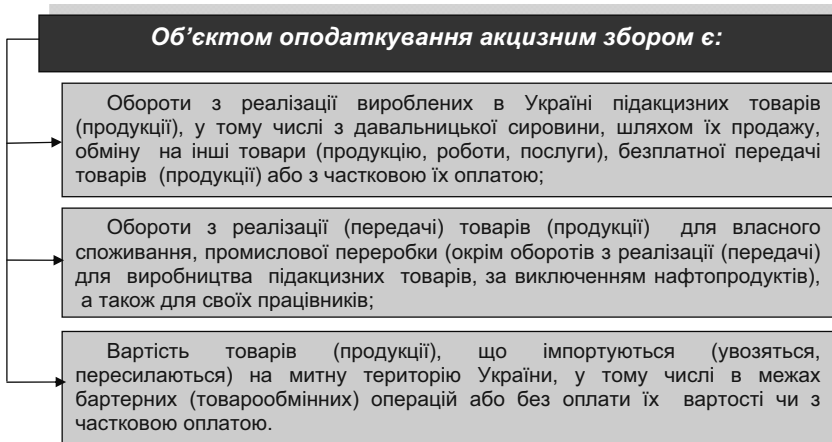 Об’єктом оподаткування акцизним збором є:
Обороти з реалізації вироблених в Україні підакцизних товарів
(продукції), у тому числі з давальницької сировини, шляхом їх продажу,
обміну на інші товари (продукцію, роботи, послуги), безплатної передачі
товарів (продукції) або з частковою їх оплатою;
Обороти з реалізації (передачі) товарів (продукції) для власного
споживання, промислової переробки (окрім оборотів з реалізації (передачі)
для виробництва підакцизних товарів, за виключенням нафтопродуктів),
а також для своїх працівників;
Вартість товарів (продукції), що імпортуються (увозяться,
пересилаються) на митну територію України, у тому числі в межах
бартерних (товарообмінних) операцій або без оплати їх вартості чи з
частковою оплатою.